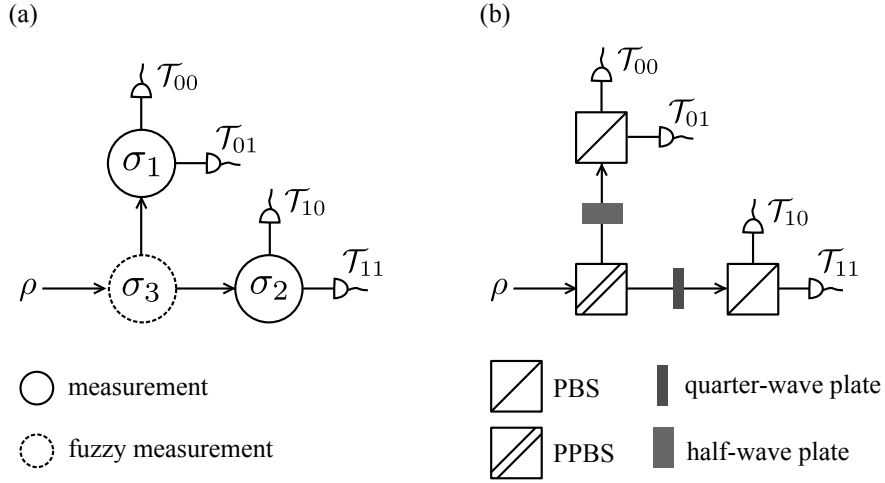 (a)
(b)
𝒯₀₀
σ₁
𝒯₀₁
𝒯₁₀
ρ
σ₃
σ₂
𝒯₁₁
measurement
fuzzy measurement
𝒯₀₀
𝒯₀₁
𝒯₁₀
ρ
𝒯₁₁
PBS
quarter-wave plate
PPBS
half-wave plate